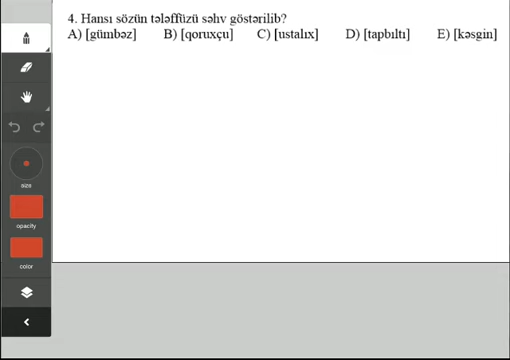 4. Hansı sözün tələffüzü səhv göstərilib?
A) [gümbəz] B) [qoruxçu] C) [ustalıx] D) [tapbıltı] E) [kəsgin]
size
opacity
color